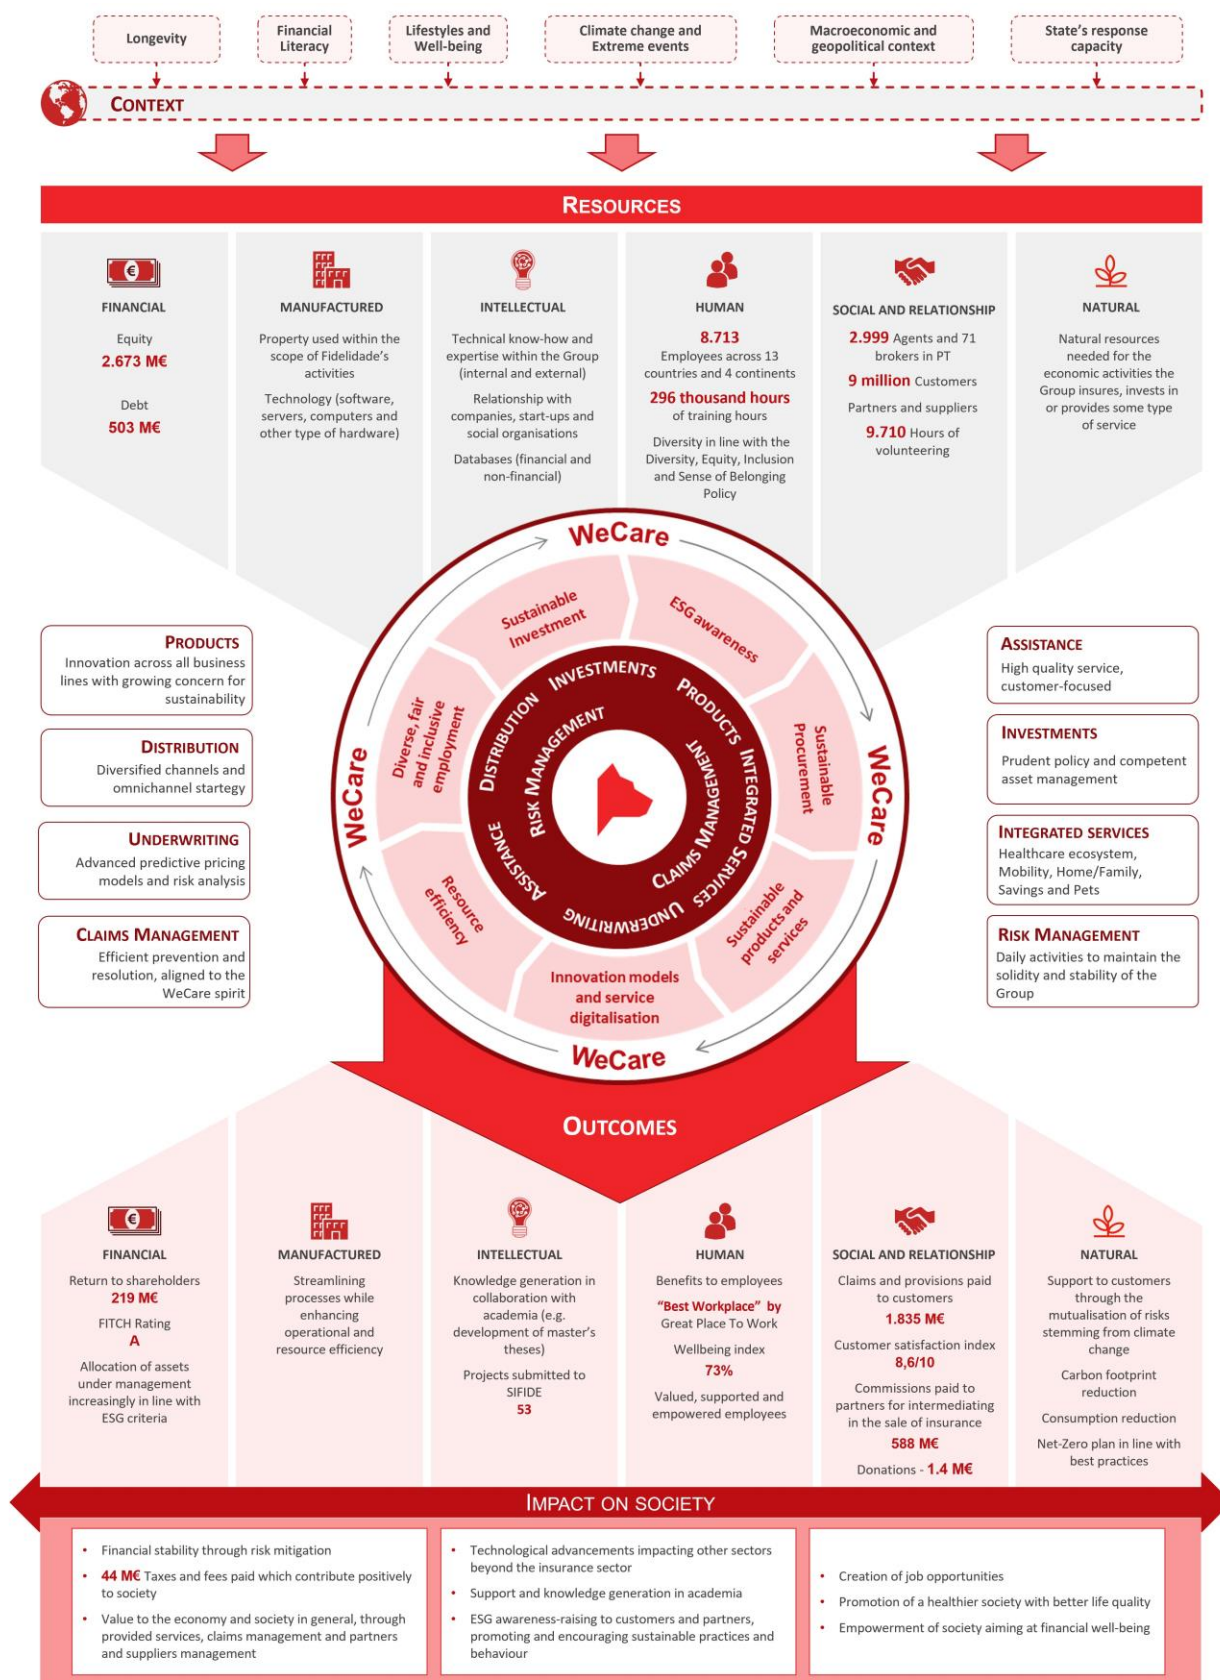 Longevity
Financial
Literacy
Lifestyles and
Well-being
Climate change and
Extreme events
Macroeconomic and
geopolitical context
State's response
capacity
CONTEXT
RESOURCES
FINANCIAL
Equity
2.673 M€
Debt
503 M€
MANUFACTURED
Property used within the
scope of Fidelidade's
activities
Technology (software,
servers, computers and
other type of hardware)
INTELLECTUAL
Technical know-how and
expertise within the Group
(internal and external)
Relationship with
companies, start-ups and
social organisations
Databases (financial and
non-financial)
HUMAN
8.713
Employees across 13
countries and 4 continents
296 thousand hours
of training hours
Diversity in line with the
Diversity, Equity, Inclusion
and Sense of Belonging
Policy
SOCIAL AND RELATIONSHIP
2.999 Agents and 71
brokers in PT
9 million Customers
Partners and suppliers
9.710 Hours of
volunteering
NATURAL
Natural resources
needed for the
economic activities the
Group insures, invests in
or provides some type
of service
PRODUCTS
Innovation across all business
lines with growing concern for
sustainability
DISTRIBUTION
Diversified channels and
omnichannel startegy
UNDERWRITING
Advanced predictive pricing
models and risk analysis
CLAIMS MANAGEMENT
Efficient prevention and
resolution, aligned to the
WeCare spirit
WeCare
WeCare
WeCare
WeCare
Sustainable
Investment
ESG awareness
Sustainable
Procurement
Sustainable
products and
services
Innovation models
and service
digitalisation
Resource
efficiency
Diverse, fair
and inclusive
employment
INVESTMENTS
PRODUCTS
INTEGRATED SERVICES
UNDERWRITING
ASSISTANCE
DISTRIBUTION
RISK MANAGEMENT
CLAIMS MANAGEMENT
ASSISTANCE
High quality service,
customer-focused
INVESTMENTS
Prudent policy and competent
asset management
INTEGRATED SERVICES
Healthcare ecosystem,
Mobility, Home/Family,
Savings and Pets
RISK MANAGEMENT
Daily activities to maintain the
solidity and stability of the
Group
OUTCOMES
FINANCIAL
Return to shareholders
219 M€
FITCH Rating
A
Allocation of assets
under management
increasingly in line with
ESG criteria
MANUFACTURED
Streamlining
processes while
enhancing
operational and
resource efficiency
INTELLECTUAL
Knowledge generation in
collaboration with
academia (e.g.
development of master's
theses)
Projects submitted to
SIFIDE
53
HUMAN
Benefits to employees
"Best Workplace" by
Great Place To Work
Wellbeing index
73%
Valued, supported and
empowered employees
SOCIAL AND RELATIONSHIP
Claims and provisions paid
to customers
1.835 M€
Customer satisfaction index
8,6/10
Commissions paid to
partners for intermediating
in the sale of insurance
588 M€
Donations - 1.4 M€
NATURAL
Support to customers
through the
mutualisation of risks
stemming from climate
change
Carbon footprint
reduction
Consumption reduction
Net-Zero plan in line with
best practices
IMPACT ON SOCIETY
• Financial stability through risk mitigation
• 44 M€ Taxes and fees paid which contribute positively
to society
• Value to the economy and society in general, through
provided services, claims management and partners
and suppliers management
• Technological advancements impacting other sectors
beyond the insurance sector
• Support and knowledge generation in academia
• ESG awareness-raising to customers and partners,
promoting and encouraging sustainable practices and
behaviour
• Creation of job opportunities
• Promotion of a healthier society with better life quality
• Empowerment of society aiming at financial well-being